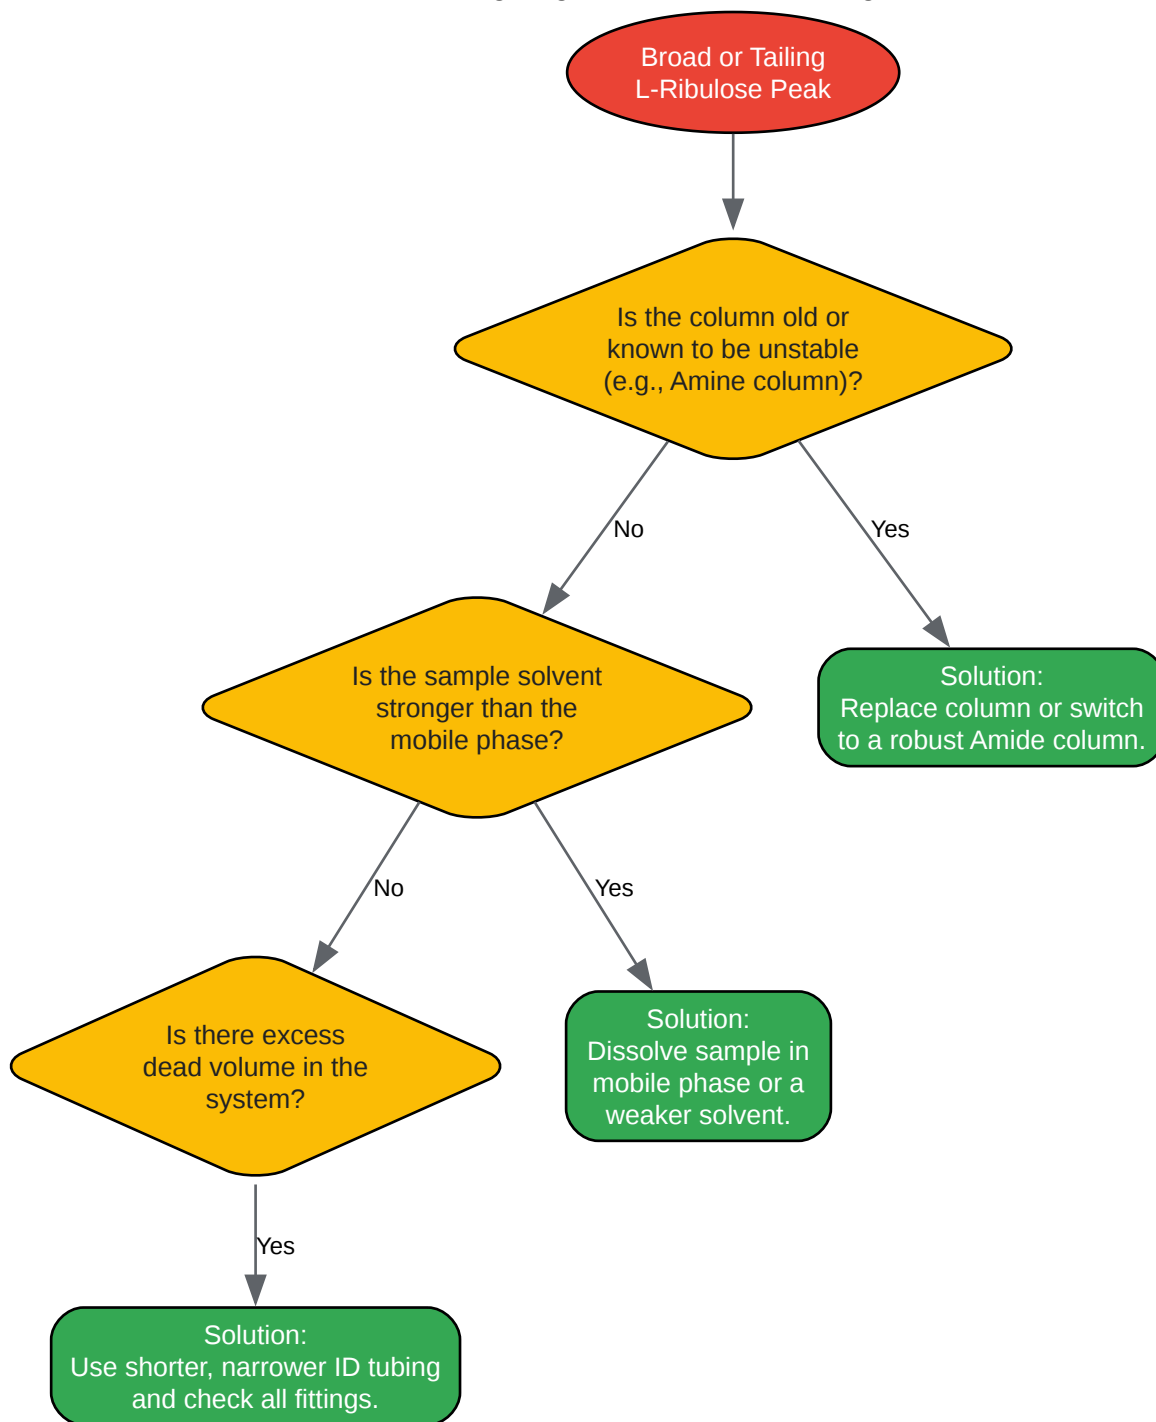 Broad or Tailing
L-Ribulose Peak
Is the column old or
known to be unstable
(e.g., Amine column)?
No
Yes
Is the sample solvent
stronger than the
mobile phase?
Solution:
Replace column or switch
to a robust Amide column.
No
Yes
Is there excess
dead volume in the
system?
Solution:
Dissolve sample in
mobile phase or a
weaker solvent.
Yes
Solution:
Use shorter, narrower ID tubing
and check all fittings.